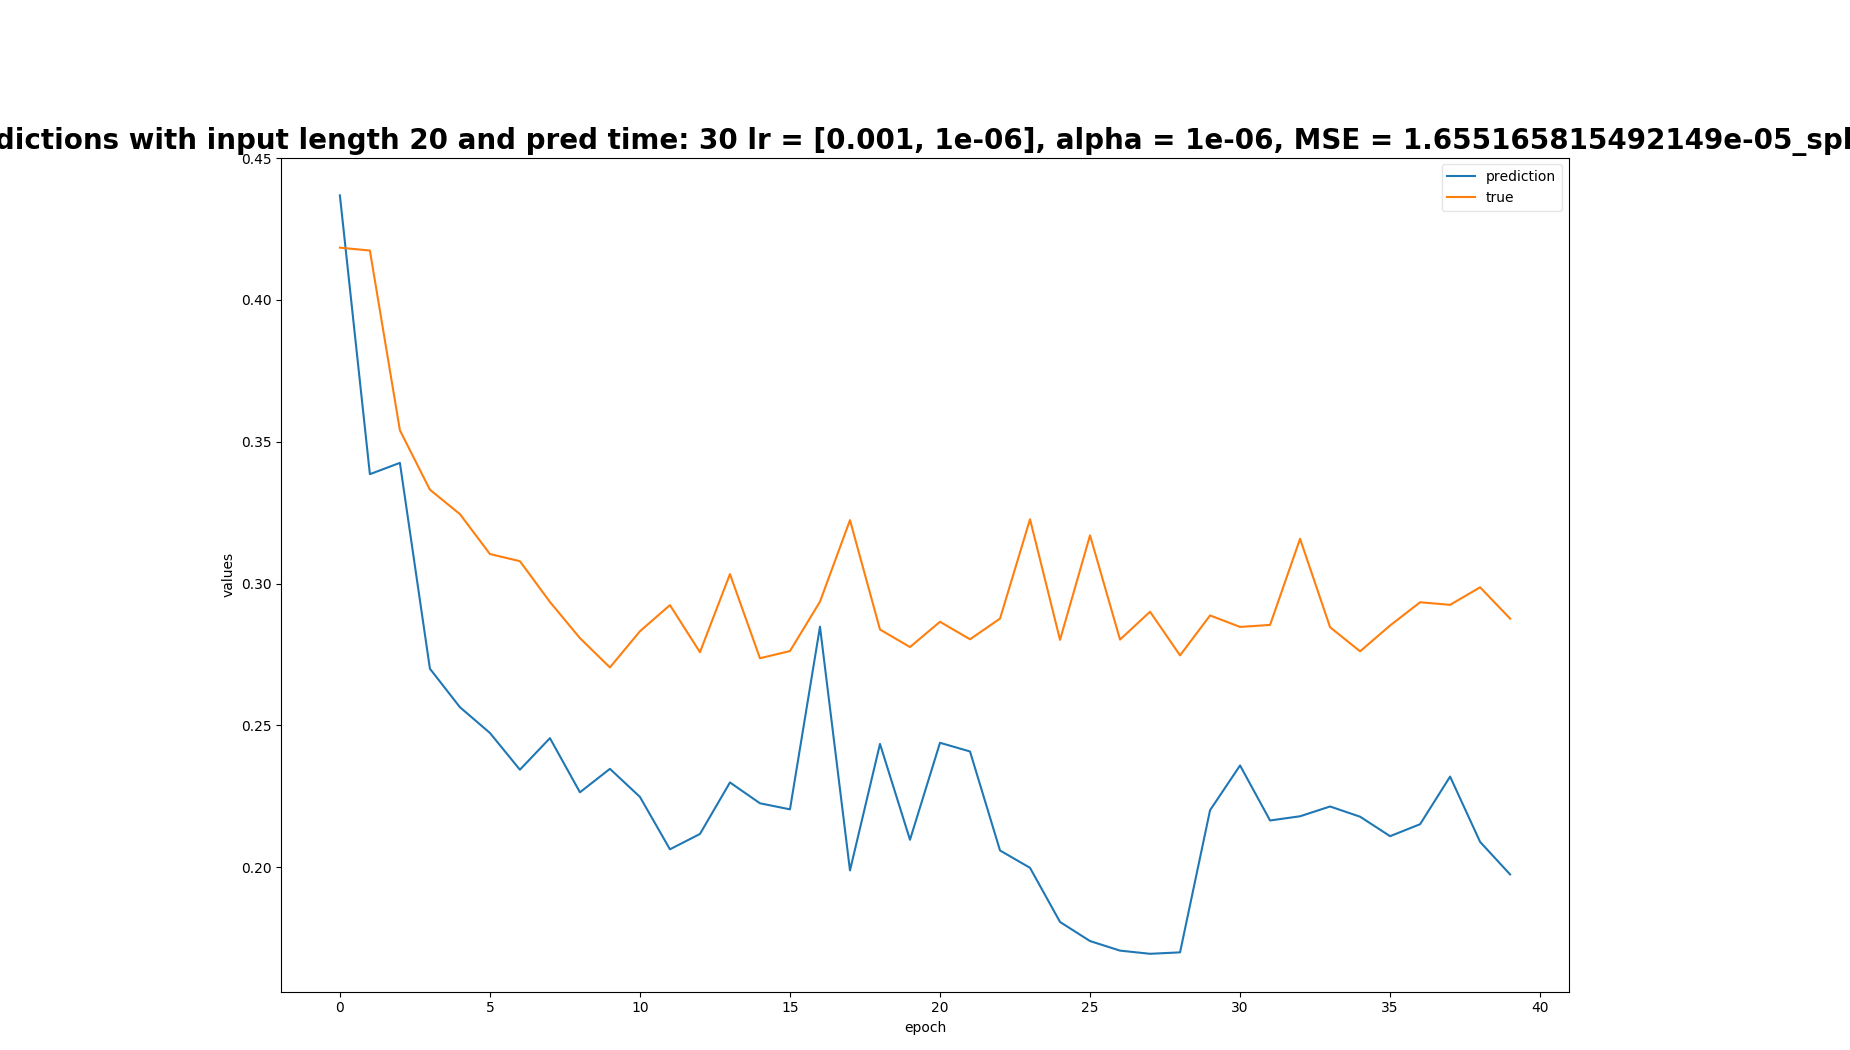 dictions with input length 20 and pred time: 30 lr = [0.001, 1e-06], alpha = 1e-06, MSE = 1.655165815492149e-05_spl
prediction
true
0.45
0.40
0.35
0.30
0.25
0.20
values
0 5 10 15 20 25 30 35 40
epoch